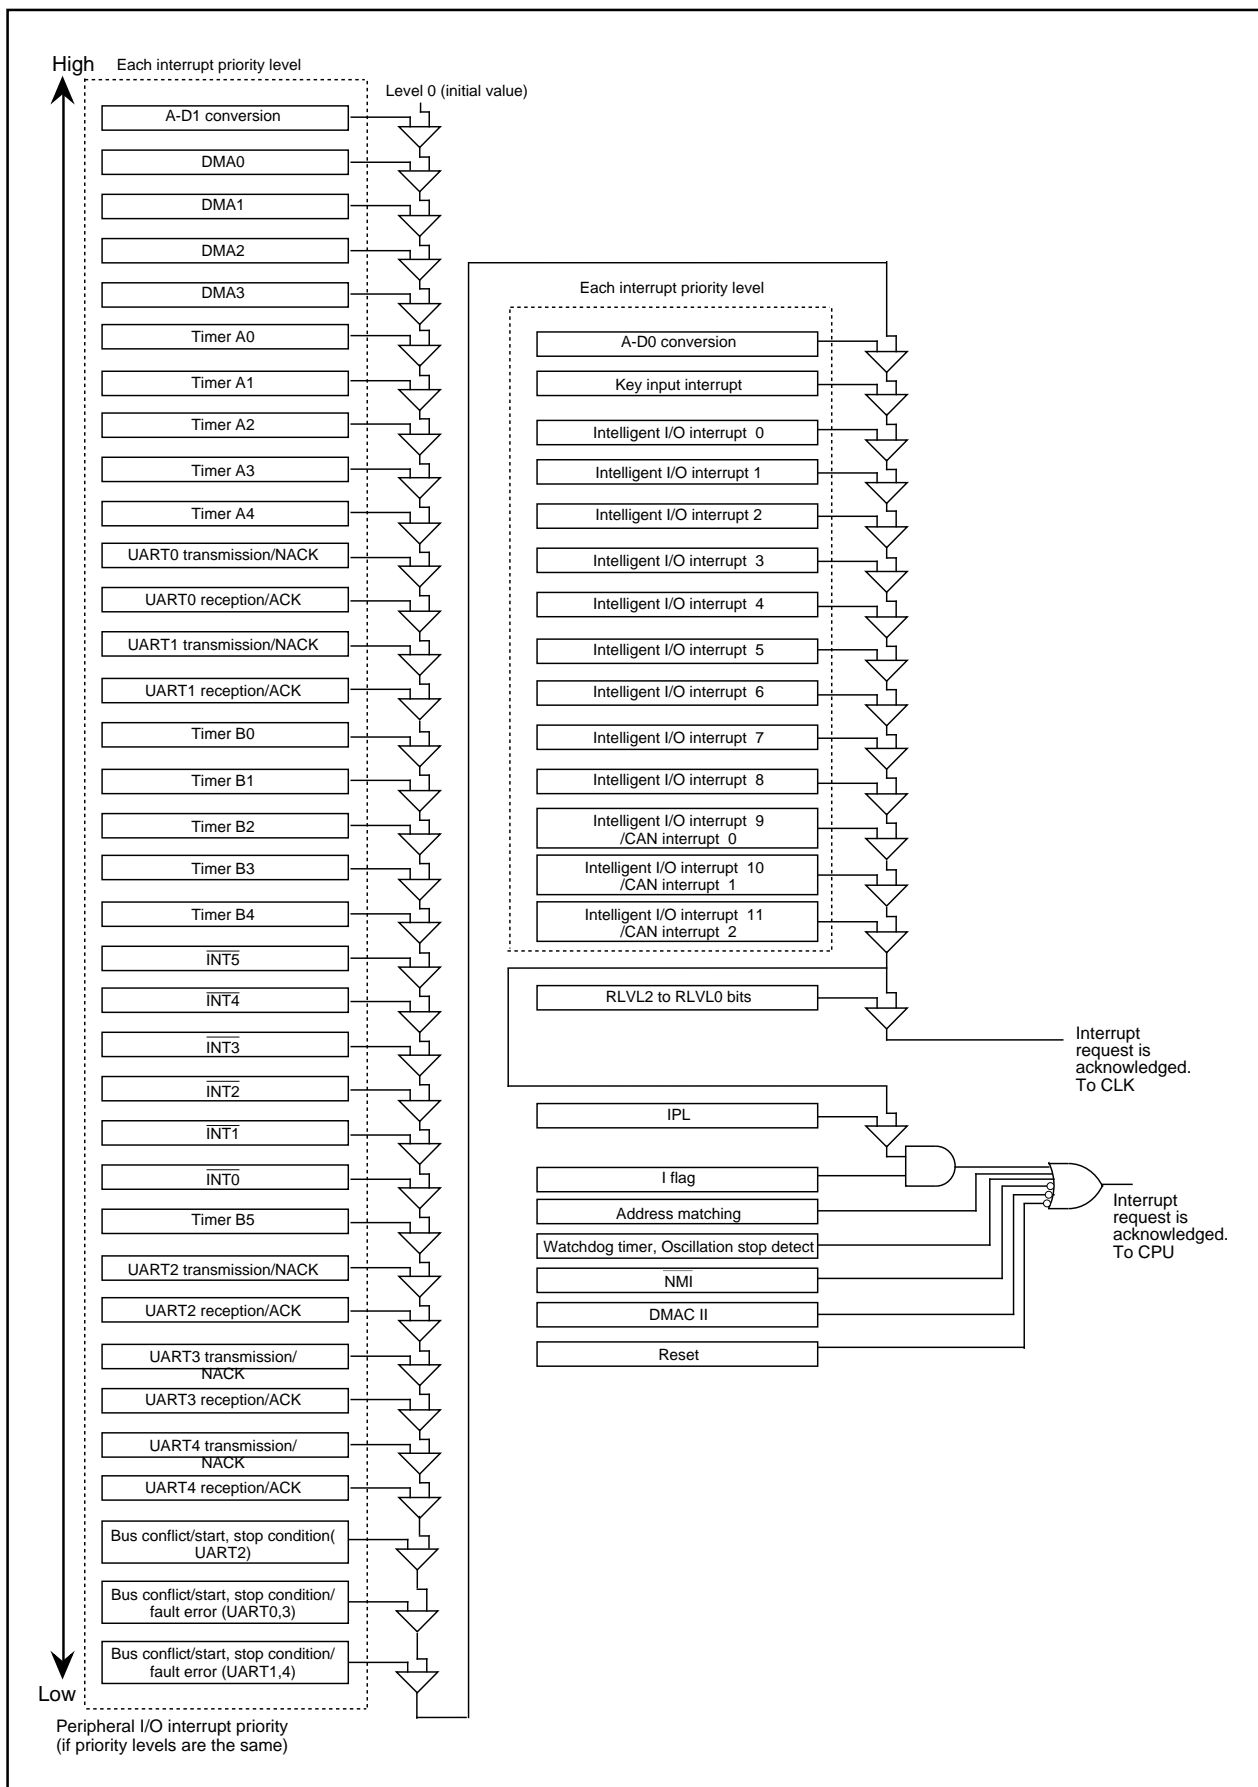 High
Each interrupt priority level
Level 0 (initial value)
A-D1 conversion
DMA0
DMA1
DMA2
DMA3
Timer A0
Timer A1
Timer A2
Timer A3
Timer A4
UART0 transmission/NACK
UART0 reception/ACK
UART1 transmission/NACK
UART1 reception/ACK
Timer B0
Timer B1
Timer B2
Timer B3
Timer B4
INT5
INT4
INT3
INT2
INT1
INT0
Timer B5
UART2 transmission/NACK
UART2 reception/ACK
UART3 transmission/
NACK
UART3 reception/ACK
UART4 transmission/
NACK
UART4 reception/ACK
Bus conflict/start, stop condition(
UART2)
Bus conflict/start, stop condition/
fault error (UART0,3)
Bus conflict/start, stop condition/
fault error (UART1,4)
Low
Peripheral I/O interrupt priority
(if priority levels are the same)
Each interrupt priority level
A-D0 conversion
Key input interrupt
Intelligent I/O interrupt 0
Intelligent I/O interrupt 1
Intelligent I/O interrupt 2
Intelligent I/O interrupt 3
Intelligent I/O interrupt 4
Intelligent I/O interrupt 5
Intelligent I/O interrupt 6
Intelligent I/O interrupt 7
Intelligent I/O interrupt 8
Intelligent I/O interrupt 9
/CAN interrupt 0
Intelligent I/O interrupt 10
/CAN interrupt 1
Intelligent I/O interrupt 11
/CAN interrupt 2
RLVL2 to RLVL0 bits
Interrupt
request is
acknowledged.
To CLK
IPL
I flag
Address matching
Watchdog timer, Oscillation stop detect
NMI
DMAC II
Reset
Interrupt
request is
acknowledged.
To CPU